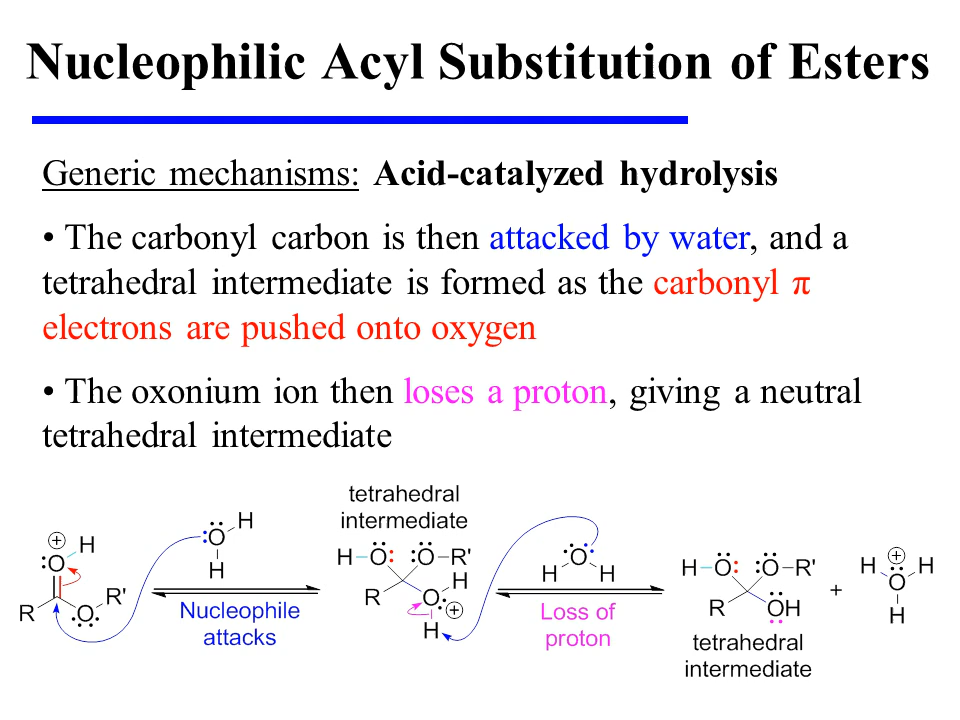 Nucleophilic Acyl Substitution of Esters
Generic mechanisms: Acid-catalyzed hydrolysis
• The carbonyl carbon is then attacked by water, and a
tetrahedral intermediate is formed as the carbonyl π
electrons are pushed onto oxygen
• The oxonium ion then loses a proton, giving a neutral
tetrahedral intermediate
+
H
O
R
O
R'
H
O
H
Nucleophile
attacks
tetrahedral
intermediate
H O O R'
H
R O
+
H
O
H H
Loss of
proton
H O O R'
R OH
tetrahedral
intermediate
+
+
H H
O
H